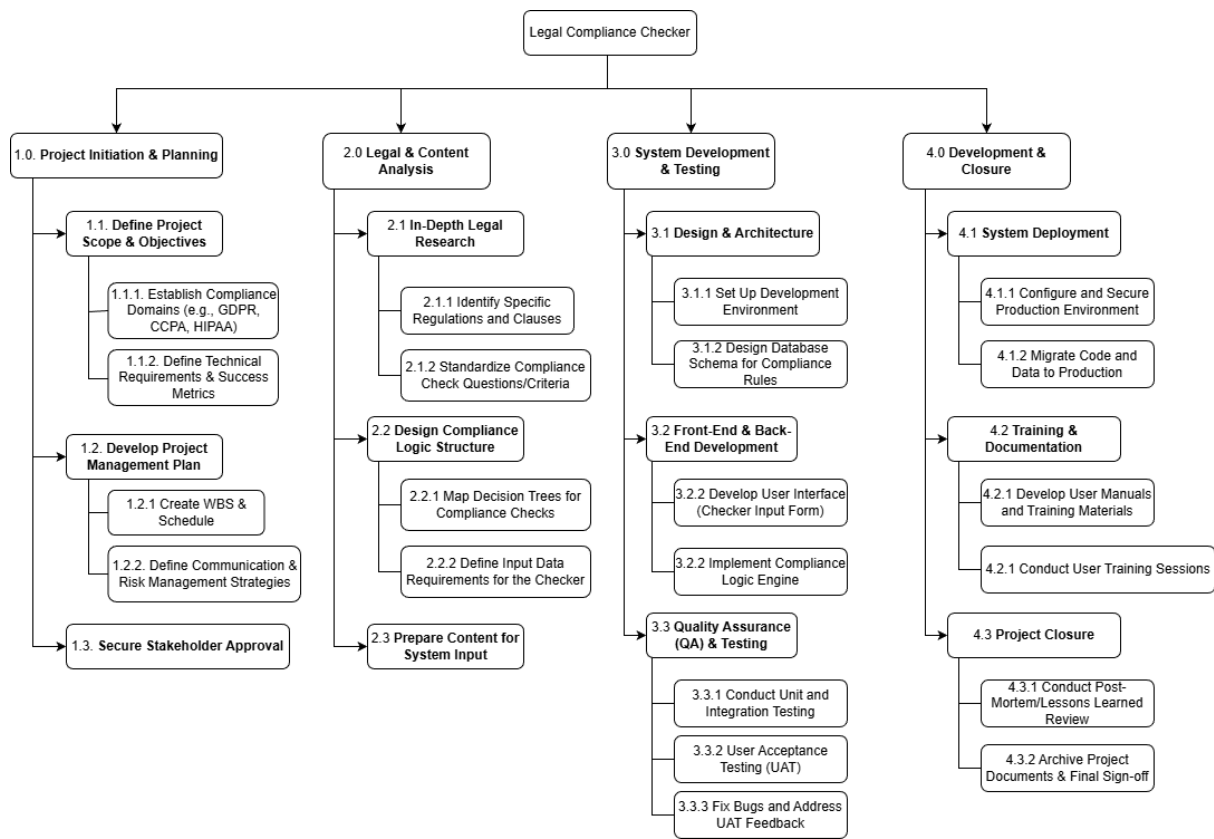 Legal Compliance Checker
1.0. Project Initiation & Planning
1.1. Define Project
Scope & Objectives
1.1.1. Establish Compliance
Domains (e.g., GDPR,
CCPA, HIPAA)
1.1.2. Define Technical
Requirements & Success
Metrics
1.2. Develop Project
Management Plan
1.2.1 Create WBS &
Schedule
1.2.2. Define Communication &
Risk Management Strategies
1.3. Secure Stakeholder Approval
2.0 Legal & Content
Analysis
2.1 In-Depth Legal
Research
2.1.1 Identify Specific
Regulations and Clauses
2.1.2 Standardize Compliance
Check Questions/Criteria
2.2 Design Compliance
Logic Structure
2.2.1 Map Decision Trees for
Compliance Checks
2.2.2 Define Input Data
Requirements for the Checker
2.3 Prepare Content for
System Input
3.0 System Development
& Testing
3.1 Design & Architecture
3.1.1 Set Up Development
Environment
3.1.2 Design Database
Schema for Compliance
Rules
3.2 Front-End & Back-
End Development
3.2.2 Develop User Interface
(Checker Input Form)
3.2.2 Implement Compliance
Logic Engine
3.3 Quality Assurance
(QA) & Testing
3.3.1 Conduct Unit and
Integration Testing
3.3.2 User Acceptance
Testing (UAT)
3.3.3 Fix Bugs and Address
UAT Feedback
4.0 Development &
Closure
4.1 System Deployment
4.1.1 Configure and Secure
Production Environment
4.1.2 Migrate Code and
Data to Production
4.2 Training &
Documentation
4.2.1 Develop User Manuals
and Training Materials
4.2.1 Conduct User Training Sessions
4.3 Project Closure
4.3.1 Conduct Post-
Mortem/Lessons Learned
Review
4.3.2 Archive Project
Documents & Final Sign-off